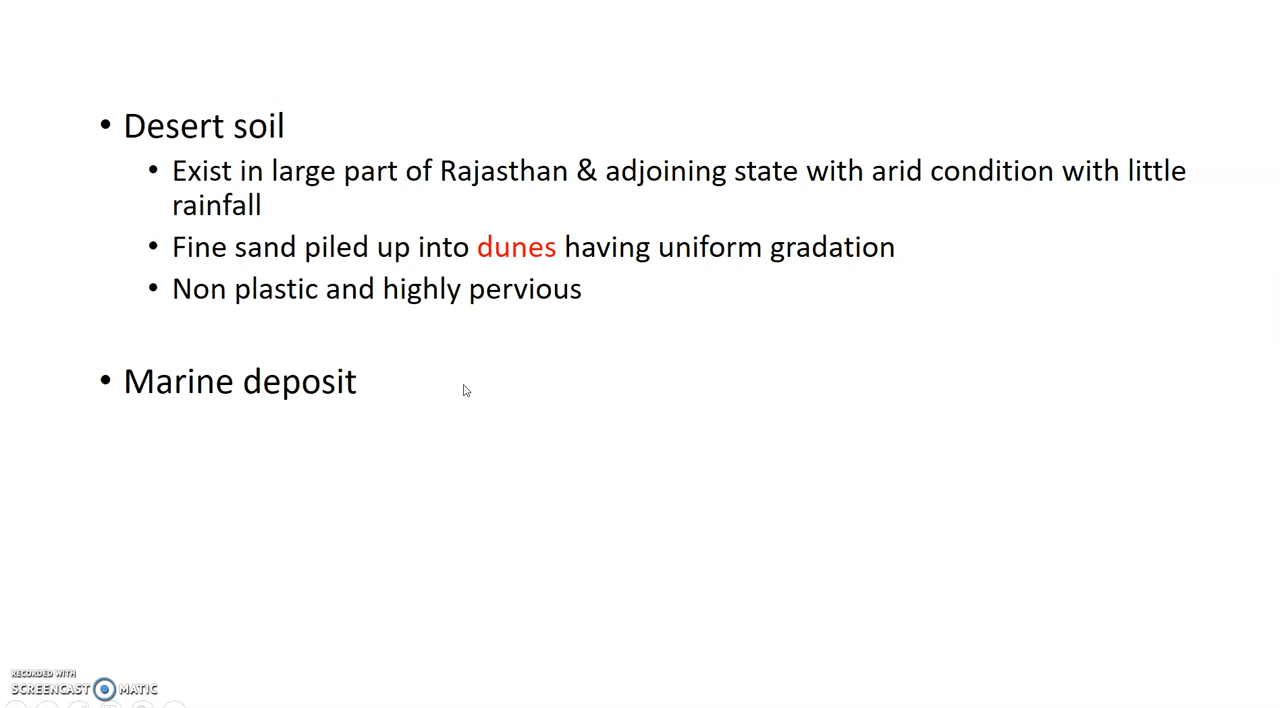 • Desert soil
• Exist in large part of Rajasthan & adjoining state with arid condition with little
rainfall
• Fine sand piled up into dunes having uniform gradation
• Non plastic and highly pervious
• Marine deposit
RECORDED WITH
SCREENCAST MATIC